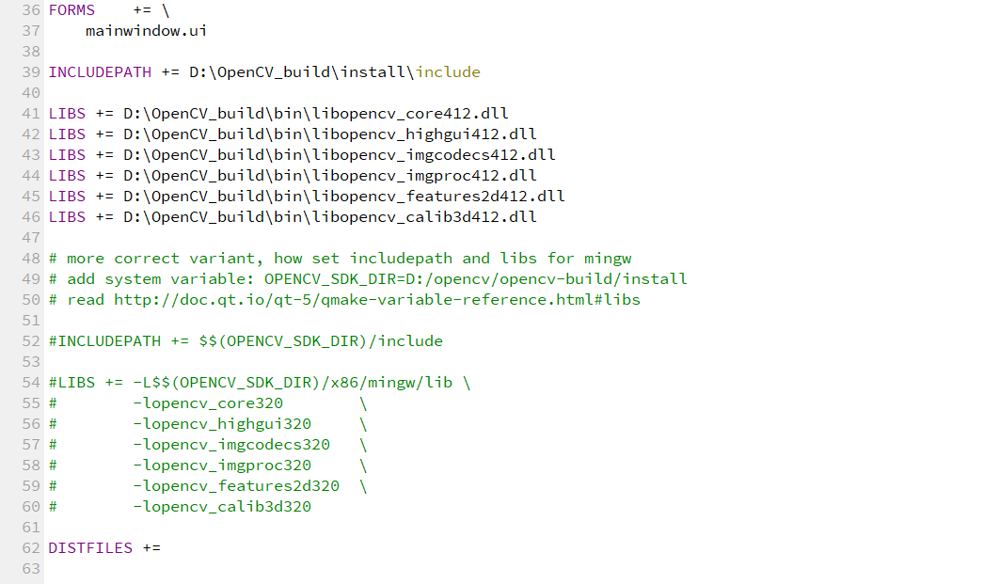 36 FORMS    += \
37     mainwindow.ui
38
39 INCLUDEPATH += D:\OpenCV_build\install\include
40
41 LIBS += D:\OpenCV_build\bin\libopencv_core412.dll
42 LIBS += D:\OpenCV_build\bin\libopencv_highgui412.dll
43 LIBS += D:\OpenCV_build\bin\libopencv_imgcodecs412.dll
44 LIBS += D:\OpenCV_build\bin\libopencv_imgproc412.dll
45 LIBS += D:\OpenCV_build\bin\libopencv_features2d412.dll
46 LIBS += D:\OpenCV_build\bin\libopencv_calib3d412.dll
47
48 # more correct variant, how set includepath and libs for mingw
49 # add system variable: OPENCV_SDK_DIR=D:/opencv/opencv-build/install
50 # read http://doc.qt.io/qt-5/qmake-variable-reference.html#libs
51
52 #INCLUDEPATH += $$(OPENCV_SDK_DIR)/include
53
54 #LIBS += -L$$(OPENCV_SDK_DIR)/x86/mingw/lib \
55 #        -lopencv_core320        \
56 #        -lopencv_highgui320     \
57 #        -lopencv_imgcodecs320   \
58 #        -lopencv_imgproc320     \
59 #        -lopencv_features2d320  \
60 #        -lopencv_calib3d320
61
62 DISTFILES +=
63